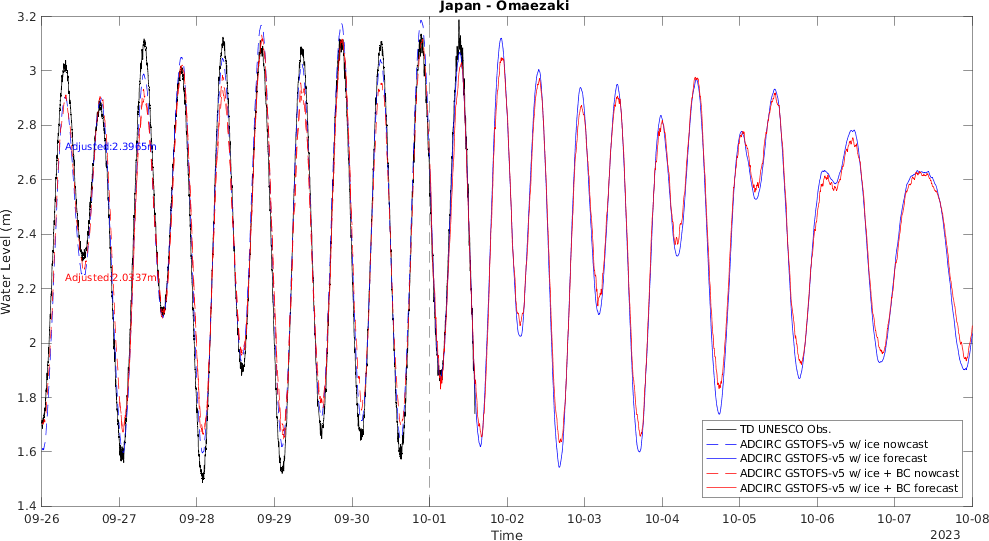 Japan - Omaezaki
3.2
3
2.8
2.6
2.4
2.2
2
1.8
1.6
1.4
Water Level (m)
Adjusted:2.3965m
Adjusted:2.0337m
TD UNESCO Obs.
ADCIRC GSTOFS-v5 w/ ice nowcast
ADCIRC GSTOFS-v5 w/ ice forecast
ADCIRC GSTOFS-v5 w/ ice + BC nowcast
ADCIRC GSTOFS-v5 w/ ice + BC forecast
09-26 09-27 09-28 09-29 09-30 10-01 10-02 10-03 10-04 10-05 10-06 10-07 10-08
Time
2023